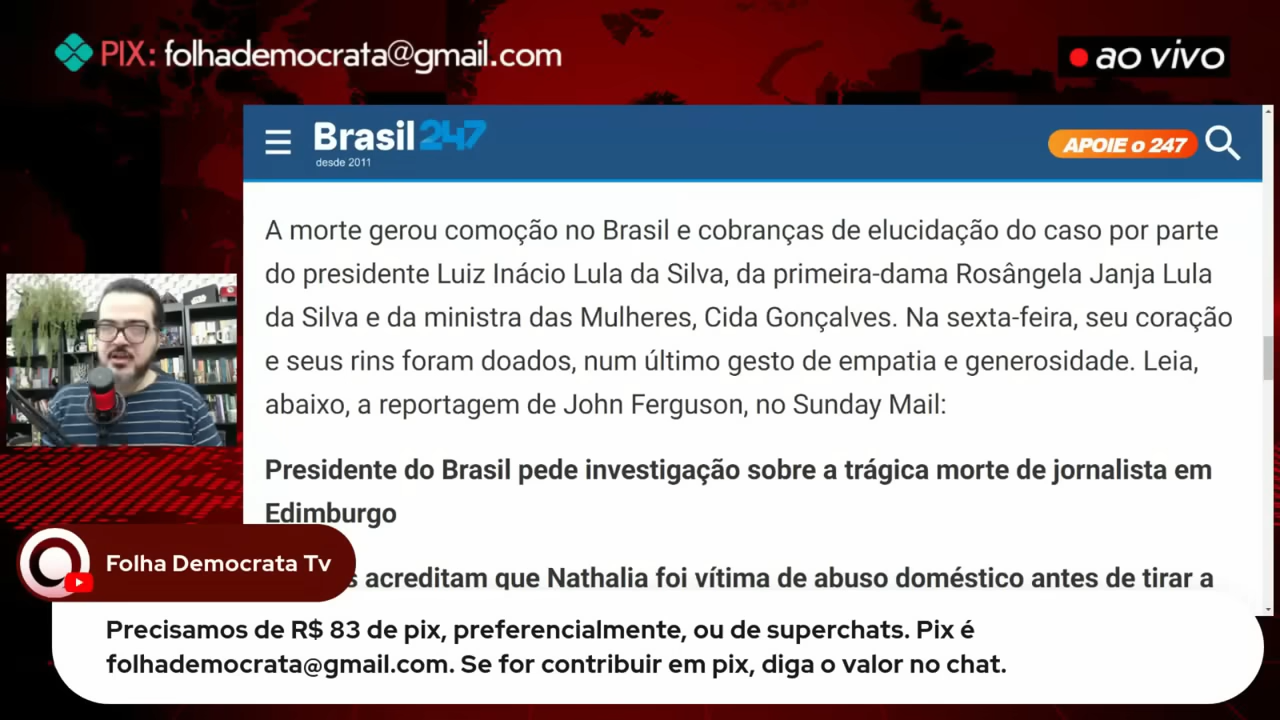 PIX: folhademocrata@gmail.com
ao vivo
Brasil 247
desde 2011
APOIE o 247
A morte gerou comoção no Brasil e cobranças de elucidação do caso por parte
do presidente Luiz Inácio Lula da Silva, da primeira-dama Rosângela Janja Lula
da Silva e da ministra das Mulheres, Cida Gonçalves. Na sexta-feira, seu coração
e seus rins foram doados, num último gesto de empatia e generosidade. Leia,
abaixo, a reportagem de John Ferguson, no Sunday Mail:
Presidente do Brasil pede investigação sobre a trágica morte de jornalista em
Edimburgo
acreditam que Nathalia foi vítima de abuso doméstico antes de tirar a
Folha Democrata Tv
Precisamos de R$ 83 de pix, preferencialmente, ou de superchats. Pix é
folhademocrata@gmail.com. Se for contribuir em pix, diga o valor no chat.